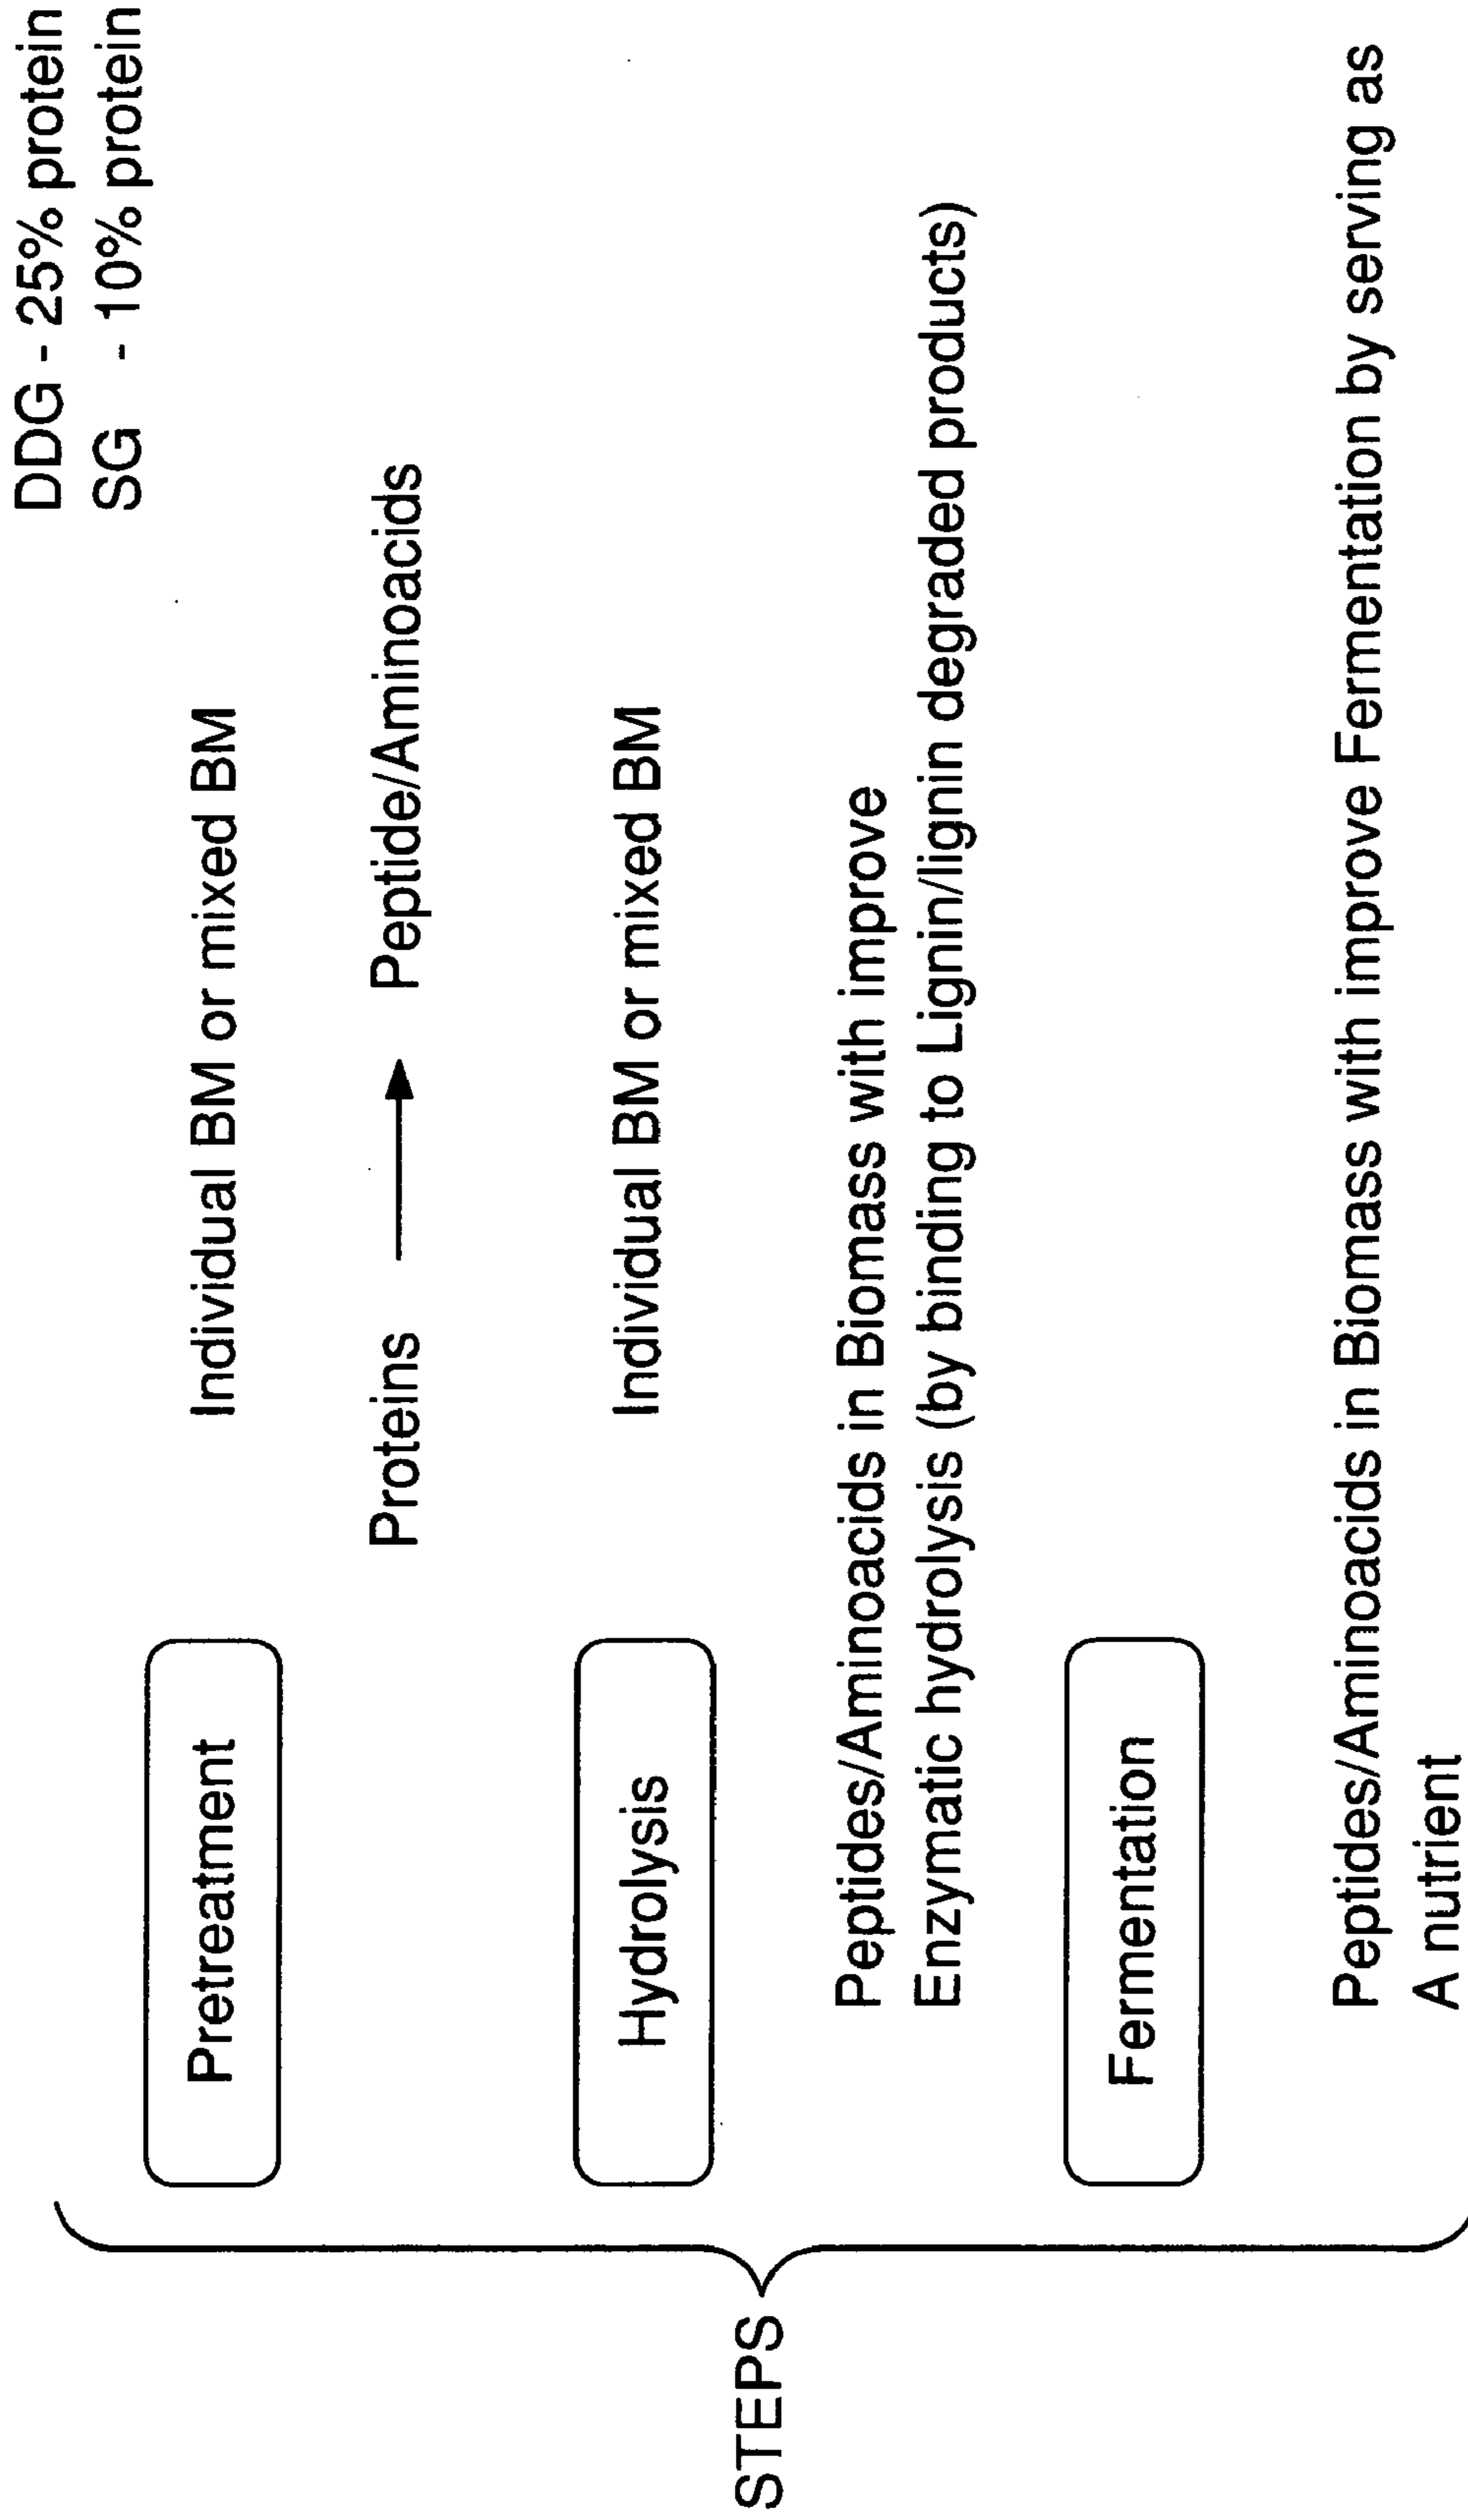 DDG - 25% protein
SG - 10% protein
Pretreatment
Individual BM or mixed BM
Proteins
Peptide/Aminoacids
Hydrolysis
Individual BM or mixed BM
STEPS
Peptides/Aminoacids in Biomass with improve
Enzymatic hydrolysis (by binding to Lignin/lignin degraded products)
Fermentation
Peptides/Aminoacids in Biomass with improve Fermentation by serving as
A nutrient